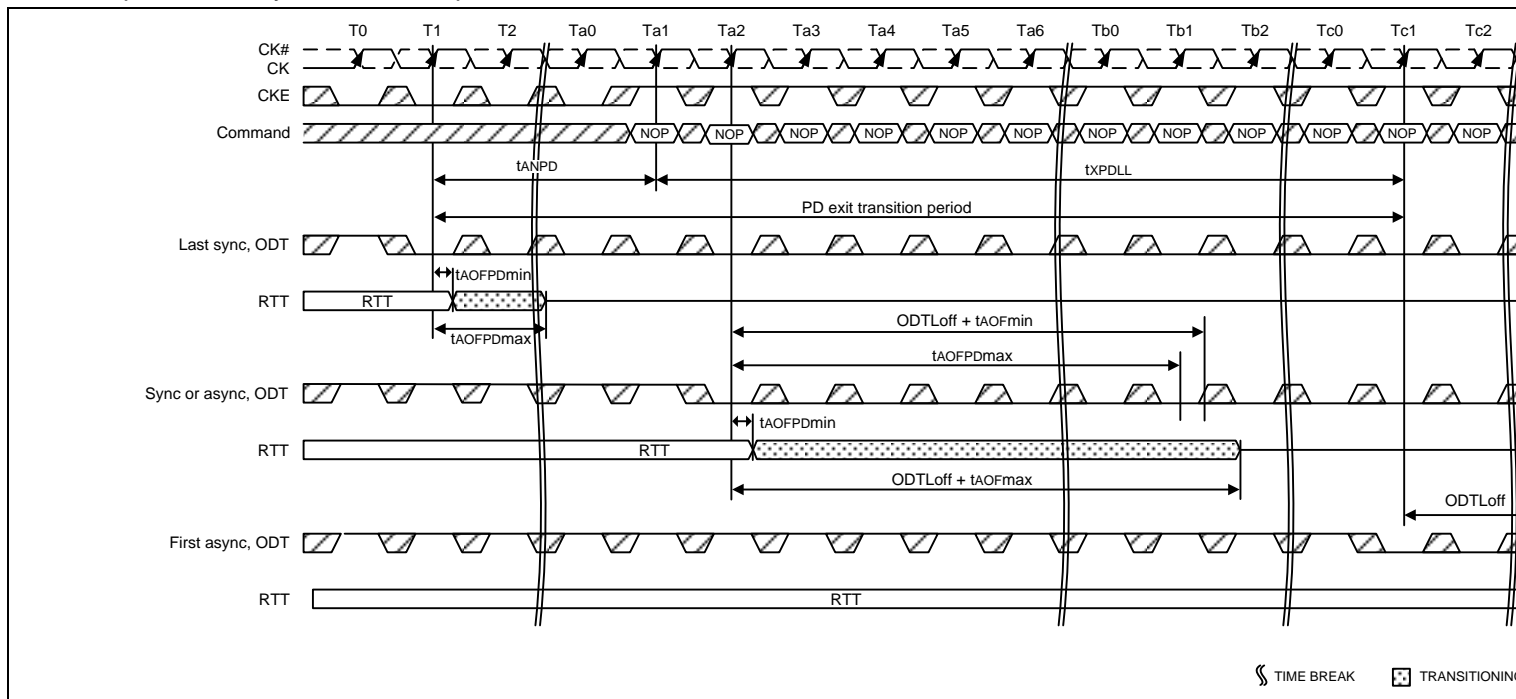 T0 T1 T2 Ta0 Ta1 Ta2 Ta3 Ta4 Ta5 Ta6 Tb0 Tb1 Tb2 Tc0 Tc1 Tc2
CK#
CK
CKE
Command NOP NOP NOP NOP NOP NOP NOP NOP NOP NOP NOP NOP
tANPD tXPDLL
PD exit transition period
Last sync, ODT
tAOFPDmin
RTT RTT
ODTLoff + tAOFmin
tAOFPDmax
tAOFPDmax
Sync or async, ODT
tAOFPDmin
RTT RTT
ODTLoff + tAOFmax
ODTLoff
First async, ODT
RTT RTT
TIME BREAK TRANSITIONING